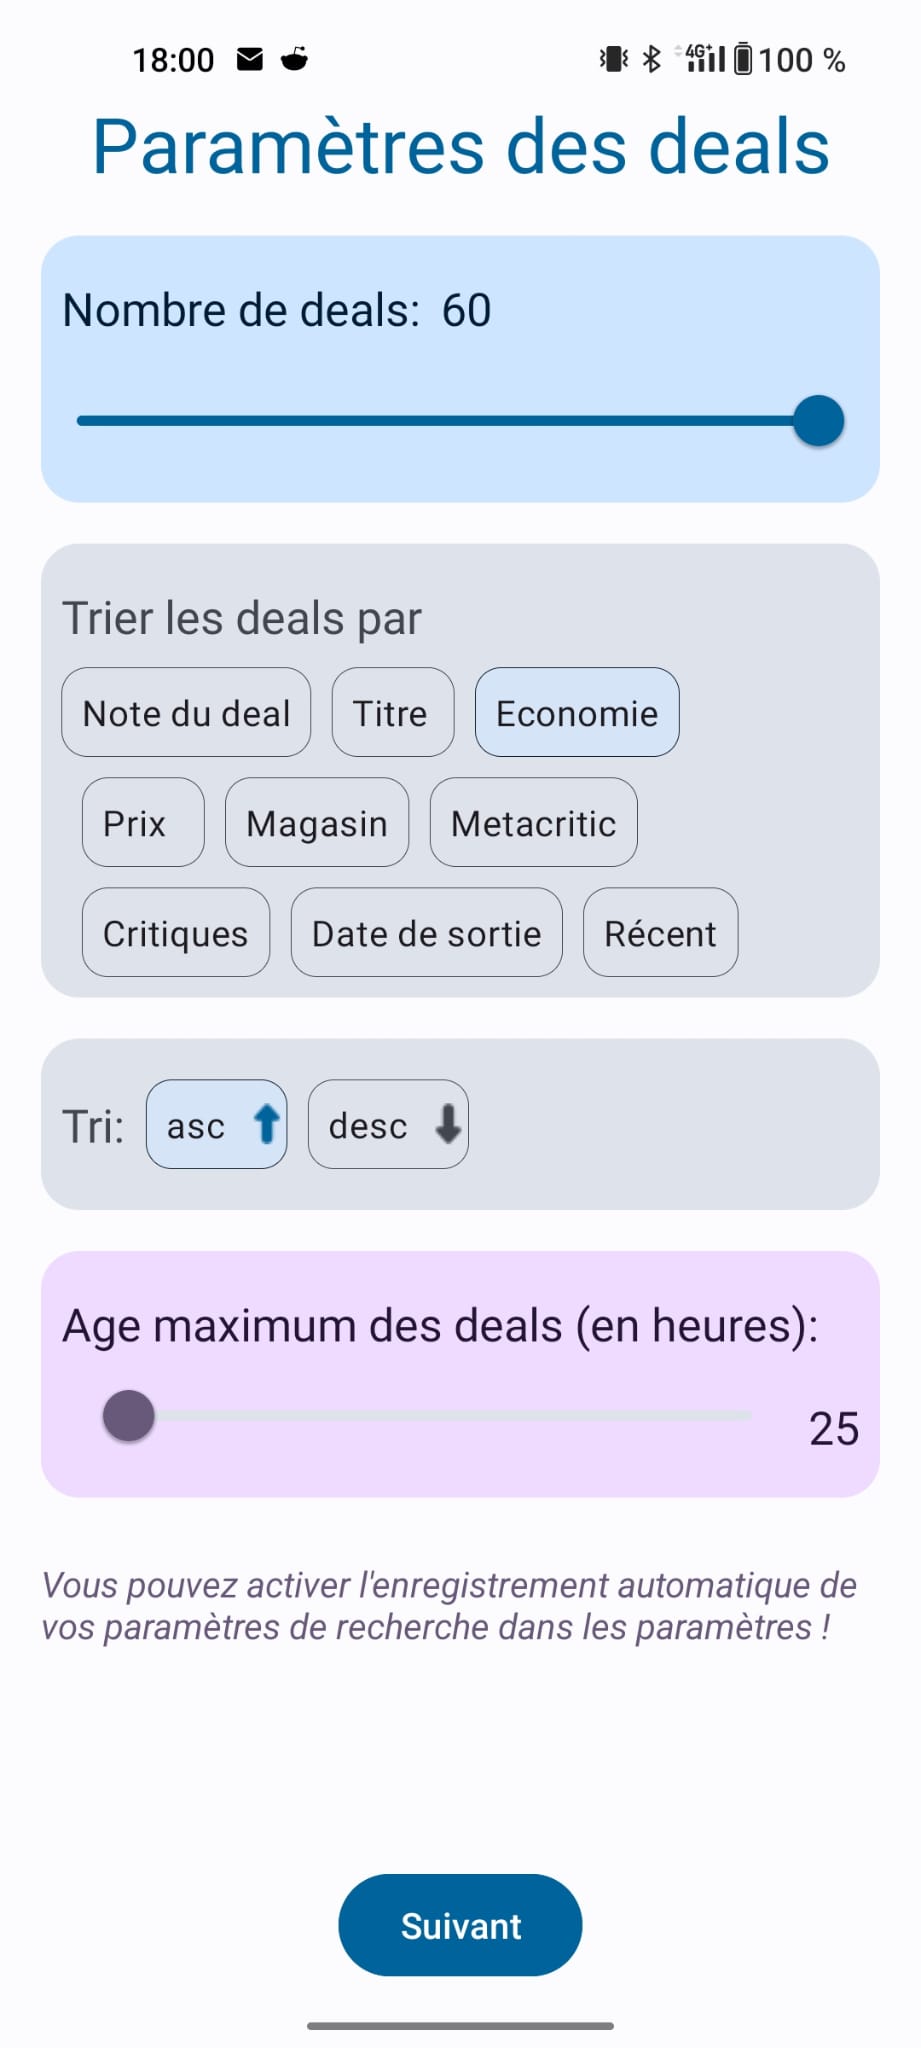 18:00 4G+ 100 %
Paramètres des deals
Nombre de deals: 60
Trier les deals par
Note du deal Titre Economie
Prix Magasin Metacritic
Critiques Date de sortie Récent
Tri: asc desc
Age maximum des deals (en heures):
25
Vous pouvez activer l'enregistrement automatique de
vos paramètres de recherche dans les paramètres !
Suivant